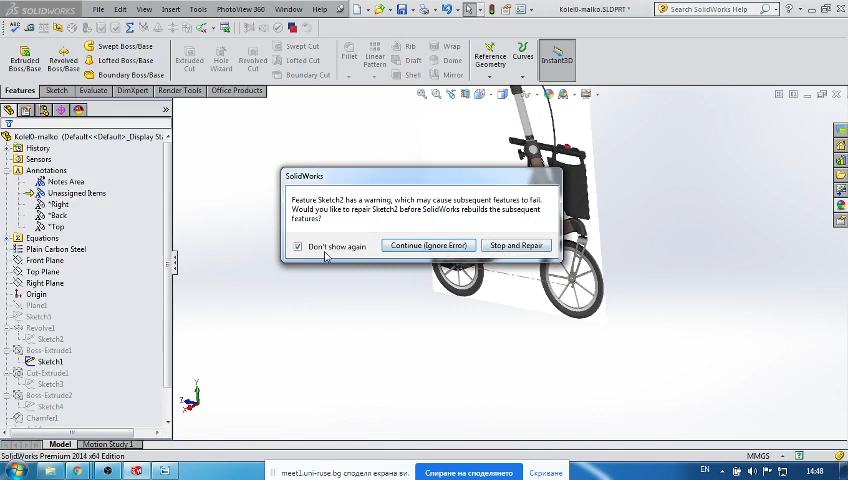 SOLIDWORKS File Edit View Insert Tools PhotoView 360 Window Help Kolel0-malko.SLDPRT * Search SolidWorks Help
Extruded Boss/Base
Revolved Boss/Base
Swept Boss/Base
Lofted Boss/Base
Boundary Boss/Base
Extruded Cut
Hole Wizard
Revolved Cut
Swept Cut
Lofted Cut
Boundary Cut
Fillet
Linear Pattern
Rib
Draft
Shell
Wrap
Dome
Mirror
Reference Geometry
Curves
Instant3D
Features Sketch Evaluate DimXpert Render Tools Office Products
Kolel0-malko (Default<<Default>_Display Sta
History
Sensors
Annotations
Notes Area
Unassigned Items
*Right
*Back
*Top
Equations
Plain Carbon Steel
Front Plane
Top Plane
Right Plane
Origin
Plane1
Sketch5
Revolve1
Sketch2
Boss-Extrude1
Sketch1
Cut-Extrude1
Sketch3
Boss-Extrude2
Sketch4
Chamfer1
SolidWorks
Feature Sketch2 has a warning, which may cause subsequent features to fail.
Would you like to repair Sketch2 before SolidWorks rebuilds the subsequent
features?
Don't show again Continue (Ignore Error) Stop and Repair
Y
Z
X
Model Motion Study 1
SolidWorks Premium 2014 x64 Edition MMGS
meet1.uni-ruse.bg споделя екрана ви. Спиране на споделянето Скриване EN 14:48